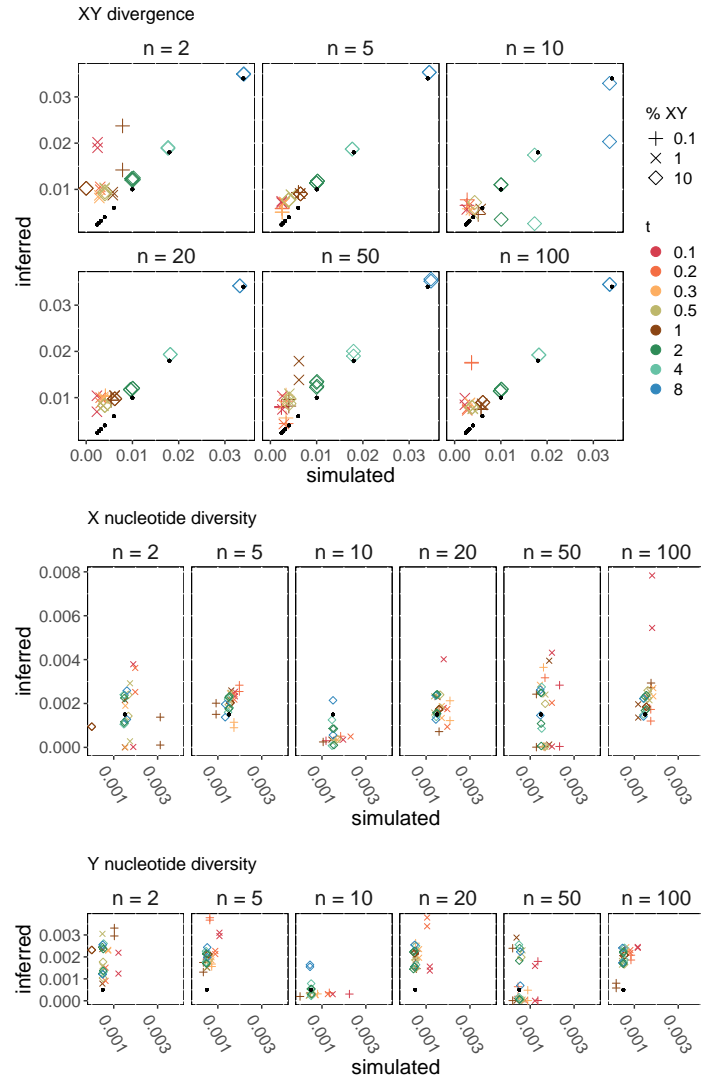 XY divergence
n = 2 n = 5 n = 10
0.03
0.02
0.01
n = 20 n = 50 n = 100
0.03
0.02
0.01
0.00 0.01 0.02 0.03 0.00 0.01 0.02 0.03 0.00 0.01 0.02 0.03
inferred
simulated
% XY
0.1
1
10
t
0.1
0.2
0.3
0.5
1
2
4
8
X nucleotide diversity
n = 2 n = 5 n = 10 n = 20 n = 50 n = 100
0.008
0.006
0.004
0.002
0.000
inferred
0.001 0.003 0.001 0.003 0.001 0.003 0.001 0.003 0.001 0.003 0.001 0.003
simulated
Y nucleotide diversity
n = 2 n = 5 n = 10 n = 20 n = 50 n = 100
0.003
0.002
0.001
0.000
inferred
0.001 0.003 0.001 0.003 0.001 0.003 0.001 0.003 0.001 0.003 0.001 0.003
simulated